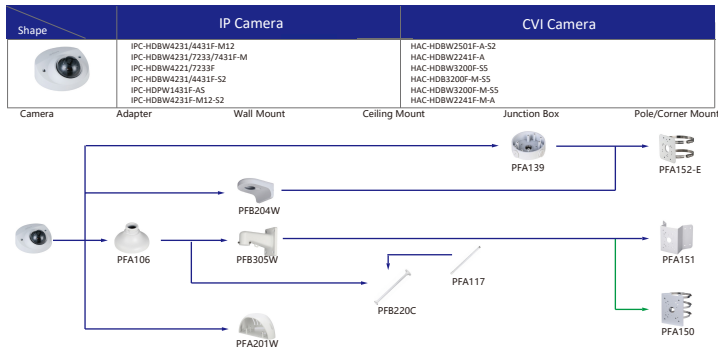 Shape
IP Camera
CVI Camera
IPC-HDBW4231/4431F-M12
IPC-HDBW4231/7233/7431F-M
IPC-HDBW4221/7233F
IPC-HDBW4231/4431F-S2
IPC-HDPW1431F-AS
IPC-HDBW4231F-M12-S2
HAC-HDBW2501F-A-S2
HAC-HDBW2241F-A
HAC-HDBW3200F-S5
HAC-HDB3200F-M-S5
HAC-HDBW3200F-M-S5
HAC-HDBW2241F-M-A
Camera
Adapter
Wall Mount
Ceiling Mount
Junction Box
Pole/Corner Mount
PFA139
PFA152-E
PFB204W
PFA106
PFB305W
PFA151
PFA117
PFB220C
PFA150
PFA201W